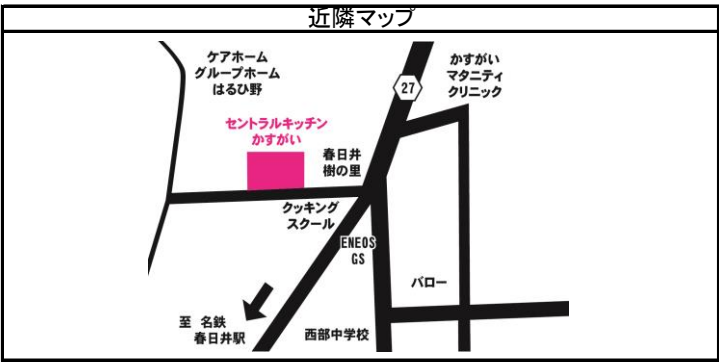 近隣マップ
ケアホーム
グループホーム
はるひ野
27
かすがい
マタニティ
クリニック
セントラルキッチン
かすがい
春日井
樹の里
クッキング
スクール
ENEOS
GS
バロー
至 名鉄
春日井駅
西部中学校